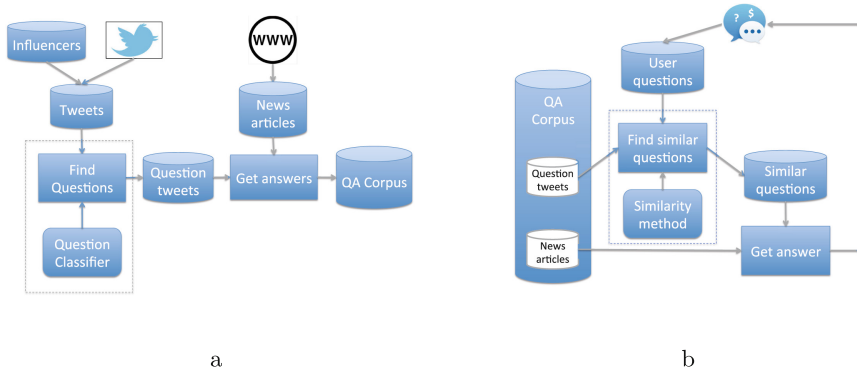 Influencers
WWW
Tweets
News
articles
Find
Questions
Question
tweets
Get answers
QA Corpus
Question
Classifier
a
? $
User
questions
QA
Corpus
Find similar
questions
Question
tweets
Similar
questions
Similarity
method
News
articles
Get answer
b